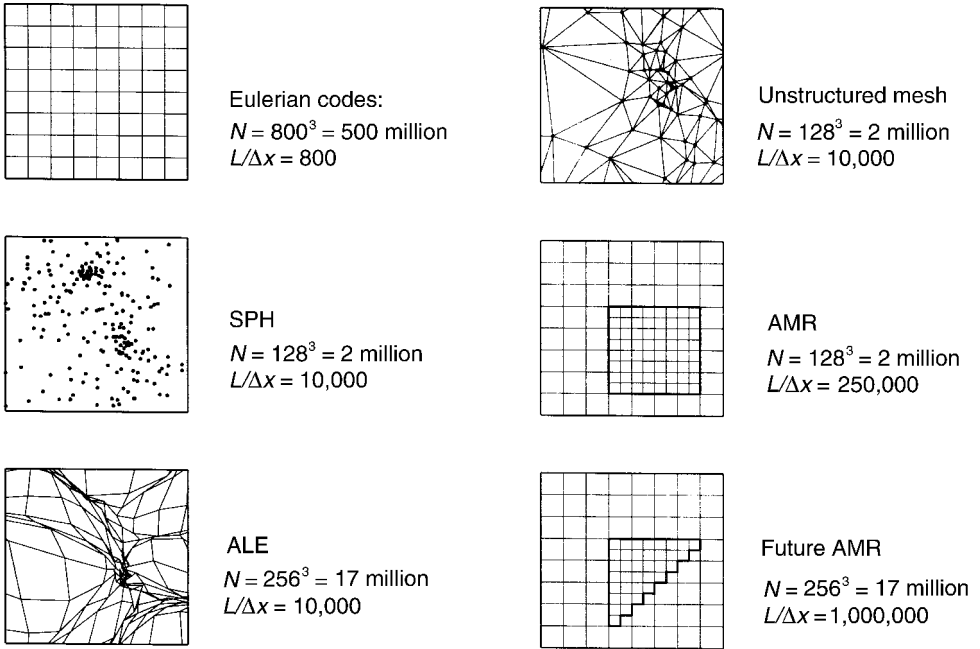 Eulerian codes:
N = 800³ = 500 million
L/Δx = 800
Unstructured mesh
N = 128³ = 2 million
L/Δx = 10,000
SPH
N = 128³ = 2 million
L/Δx = 10,000
AMR
N = 128³ = 2 million
L/Δx = 250,000
ALE
N = 256³ = 17 million
L/Δx = 10,000
Future AMR
N = 256³ = 17 million
L/Δx =1,000,000